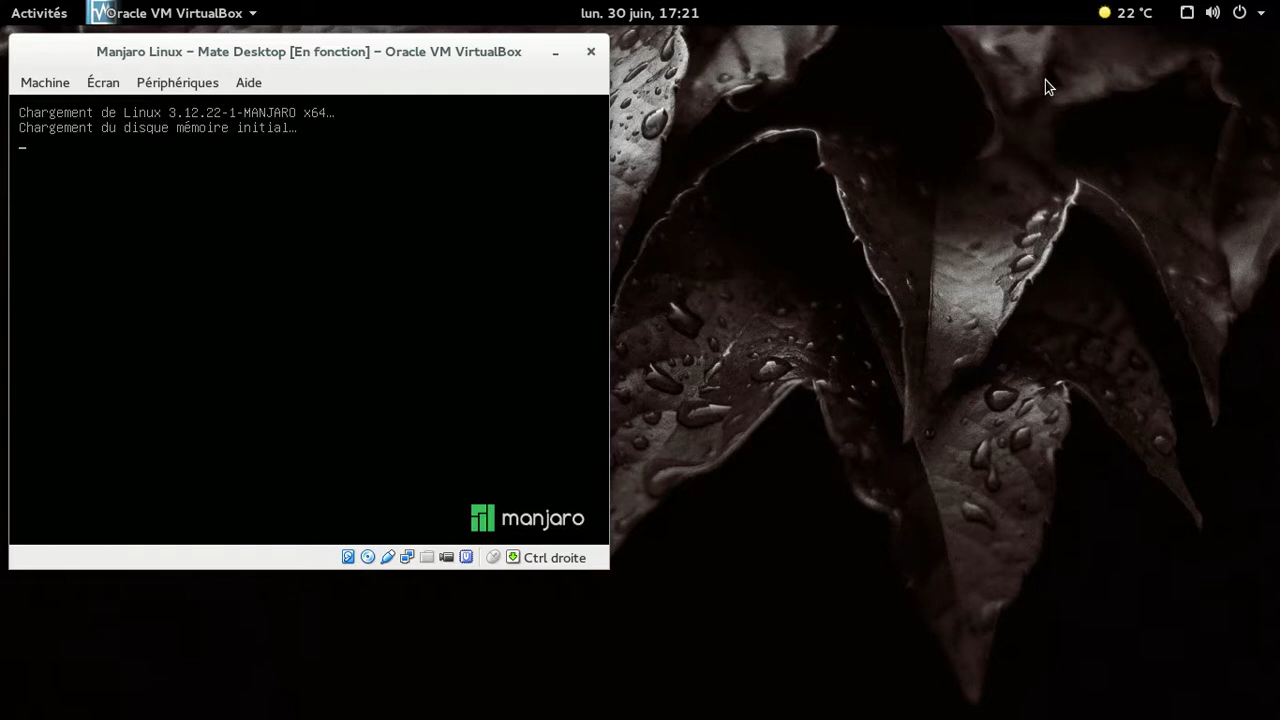 Activités
Oracle VM VirtualBox
lun. 30 juin, 17:21
22 °C
Manjaro Linux – Mate Desktop [En fonction] – Oracle VM VirtualBox
Machine Écran Périphériques Aide
Chargement de Linux 3.12.22-1-MANJARO x64…
Chargement du disque mémoire initial…
manjaro
Ctrl droite